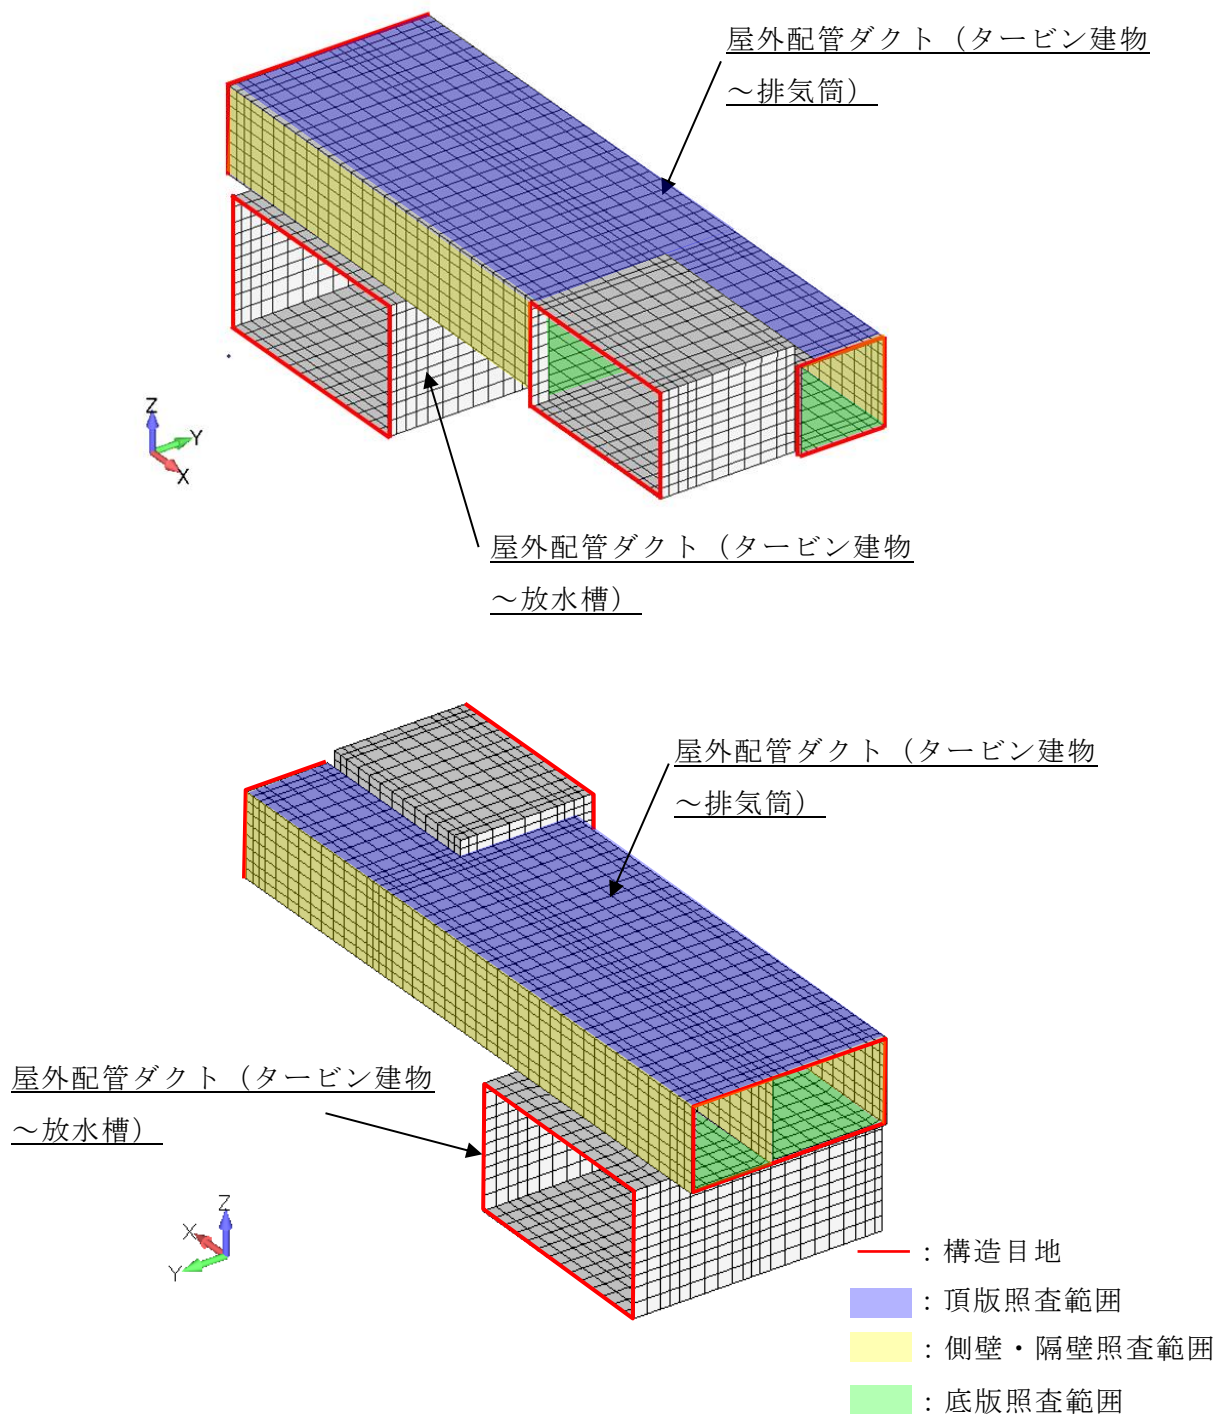 屋外配管ダクト（タービン建物
～排気筒）
Z
Y
X
屋外配管ダクト（タービン建物
～放水槽）
屋外配管ダクト（タービン建物
～排気筒）
屋外配管ダクト（タービン建物
～放水槽）
Z
X
Y
：構造目地
：頂版照査範囲
：側壁・隔壁照査範囲
：底版照査範囲